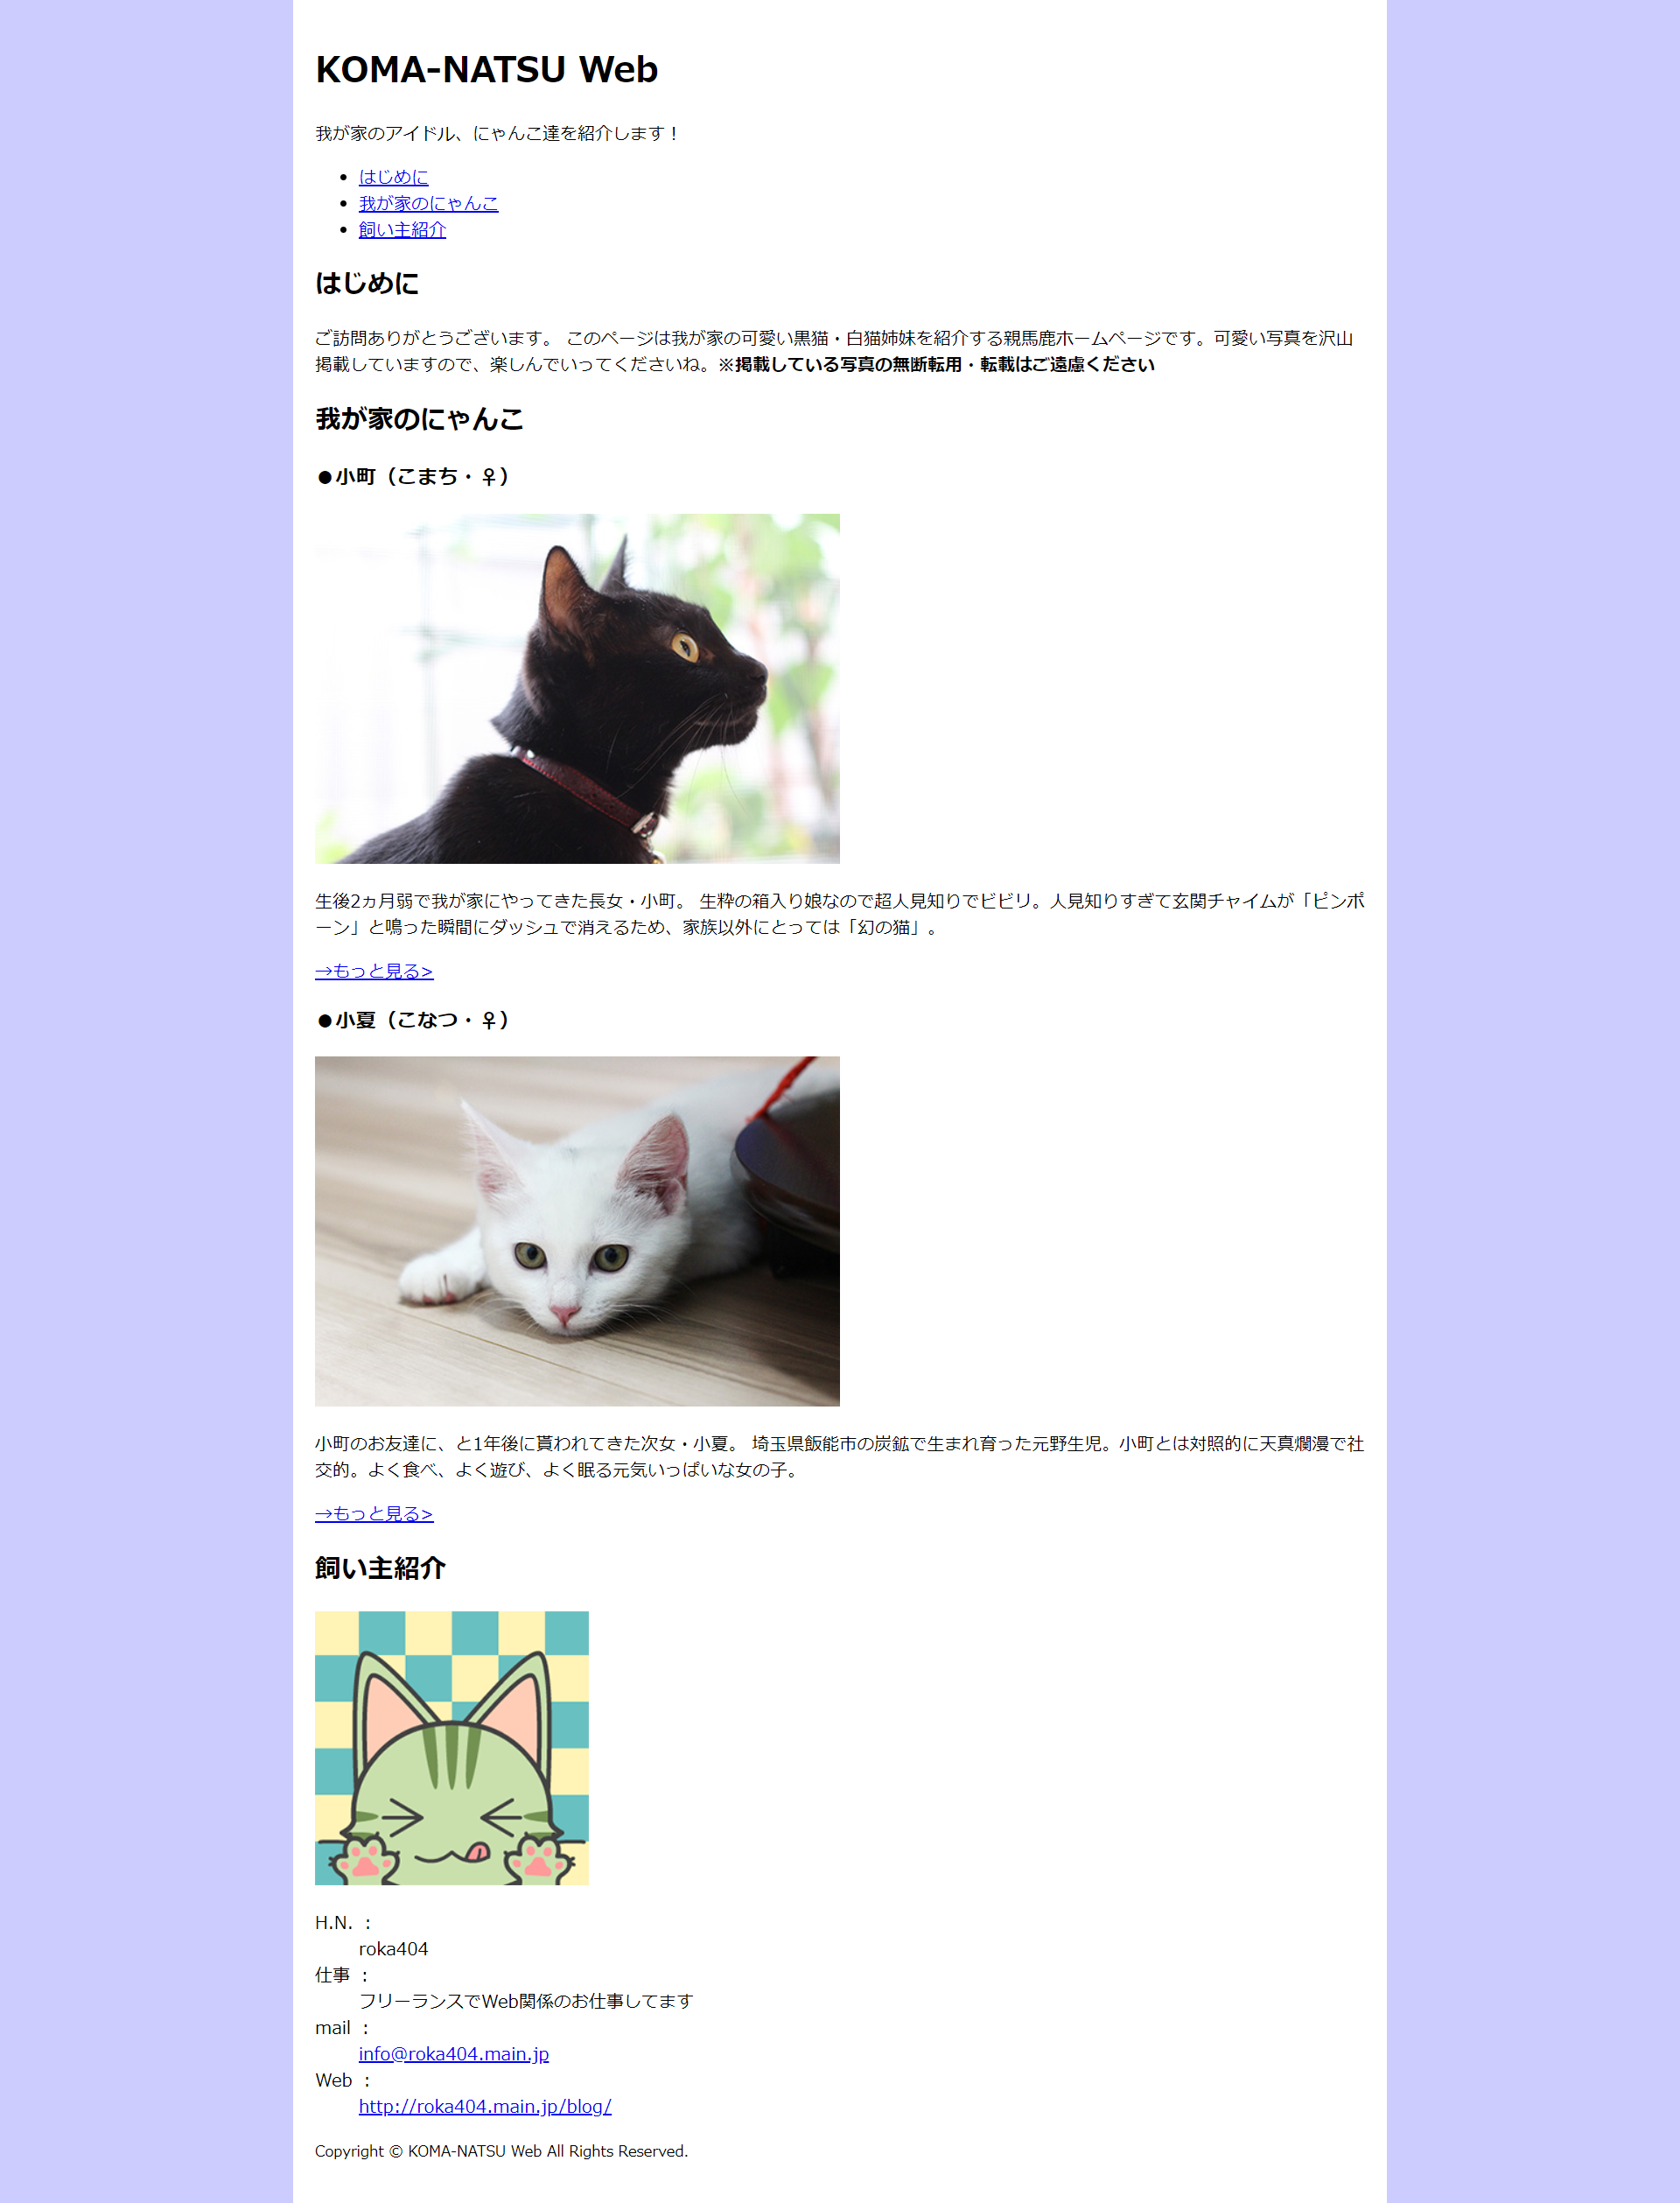 KOMA-NATSU Web
我が家のアイドル、にゃんこ達を紹介します！
• はじめに
• 我が家のにゃんこ
• 飼い主紹介
はじめに
ご訪問ありがとうございます。 このページは我が家の可愛い黒猫・白猫姉妹を紹介する親馬鹿ホームページです。可愛い写真を沢山
掲載していますので、楽しんでいってくださいね。※掲載している写真の無断転用・転載はご遠慮ください
我が家のにゃんこ
●小町（こまち・♀）
生後2ヵ月弱で我が家にやってきた長女・小町。 生粋の箱入り娘なので超人見知りでビビリ。人見知りすぎて玄関チャイムが「ピンポ
ーン」と鳴った瞬間にダッシュで消えるため、家族以外にとっては「幻の猫」。
→もっと見る>
●小夏（こなつ・♀）
小町のお友達に、と1年後に貰われてきた次女・小夏。 埼玉県飯能市の炭鉱で生まれ育った元野生児。小町とは対照的に天真爛漫で社
交的。よく食べ、よく遊び、よく眠る元気いっぱいな女の子。
→もっと見る>
飼い主紹介
H.N. ：
roka404
仕事 ：
フリーランスでWeb関係のお仕事してます
mail ：
info@roka404.main.jp
Web ：
http://roka404.main.jp/blog/
Copyright © KOMA-NATSU Web All Rights Reserved.